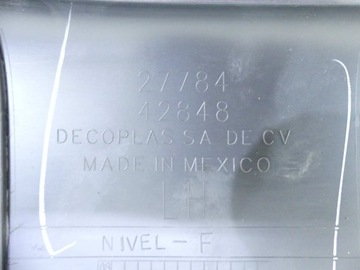 27784
42848
DECOPLAS SA DE CV
MADE IN MEXICO
LH
NIVEL-F